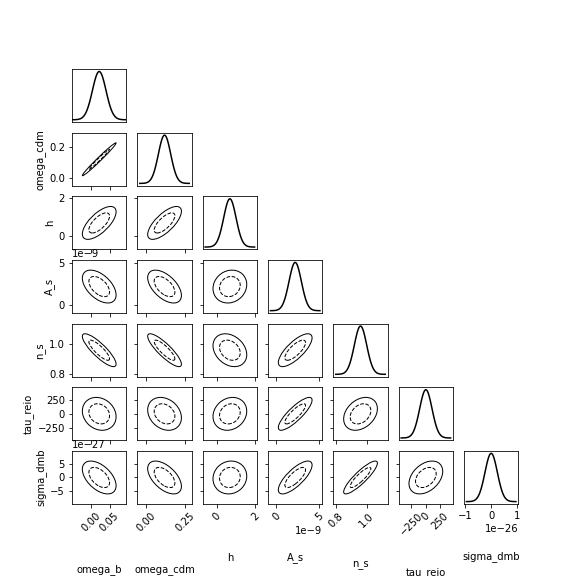 omega_cdm
0.2
0.0
h
2
0
1e−9
A_s
5
0
n_s
1.0
0.8
tau_reio
250
0
−250
1e−27
sigma_dmb
5
0
−5
0.00 0.05 0.00 0.25 0 2 0 5 0.8 1.0 −250 0 250 −1 0 1
1e−9 1e−26
omega_b omega_cdm h A_s n_s tau_reio sigma_dmb